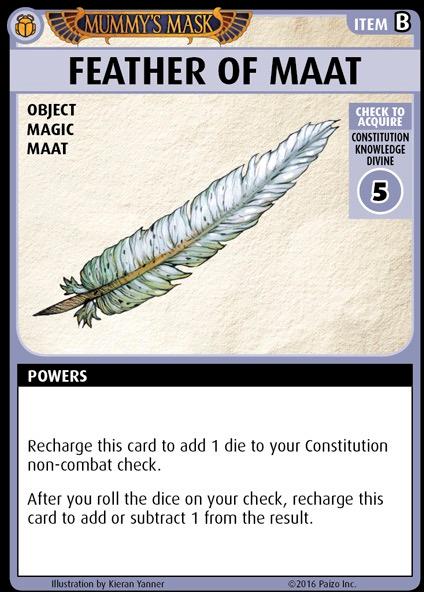 MUMMY'S MASK
ITEM B
FEATHER OF MAAT
OBJECT
MAGIC
MAAT
CHECK TO
ACQUIRE
CONSTITUTION
KNOWLEDGE
DIVINE
5
POWERS
Recharge this card to add 1 die to your Constitution
non-combat check.
After you roll the dice on your check, recharge this
card to add or subtract 1 from the result.
Illustration by Kieran Yanner
©2016 Paizo Inc.